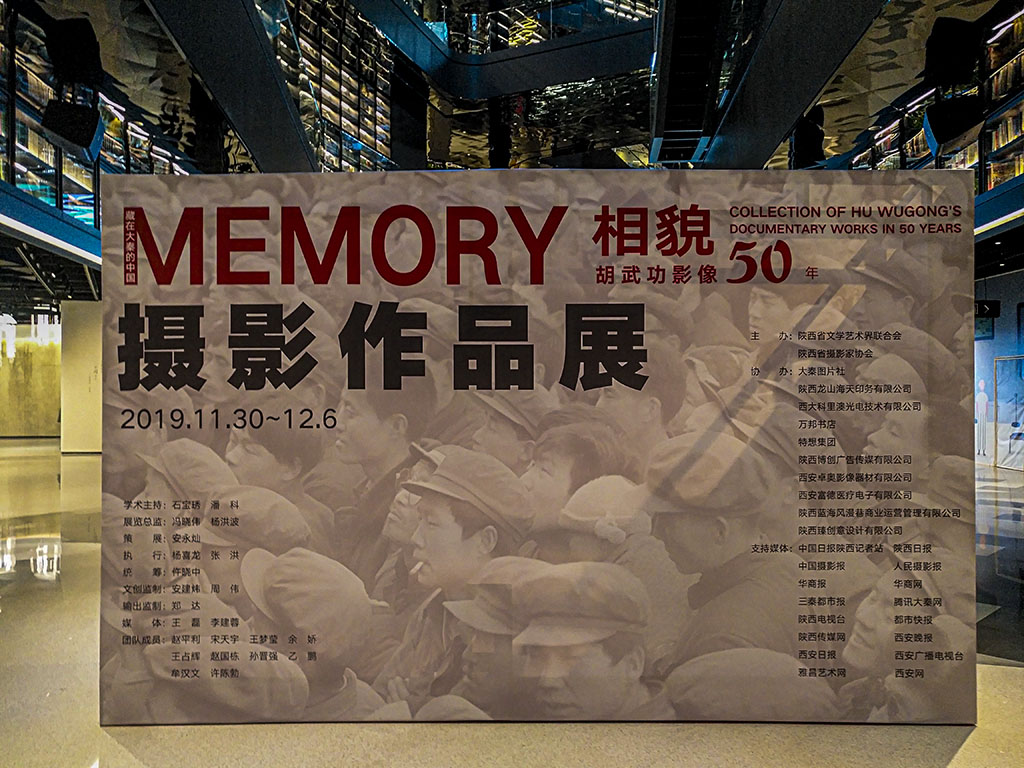 藏在大秦的中国
MEMORY
相貌
胡武功影像50年
COLLECTION OF HU WUGONG'S
DOCUMENTARY WORKS IN 50 YEARS
摄影作品展
2019.11.30~12.6
学术主持：石宝琇 潘科
展览总监：冯晓伟 杨洪波
策展：安永灿
执行：杨喜龙 张洪
统筹：仵晓中
文创监制：安建炜 周伟
输出监制：郑达
媒体：王磊 李建蓉
团队成员：赵平利 宋天宇 王梦莹 余娇
王占辉 赵国栋 孙晋强 乙鹏
牟汉文 许陈勃
主办：陕西省文学艺术界联合会
陕西省摄影家协会
协办：大秦图片社
陕西龙山海天印务有限公司
西大科里澳光电技术有限公司
万邦书店
特想集团
陕西博创广告传媒有限公司
西安卓奥影像器材有限公司
西安富德医疗电子有限公司
陕西蓝海风漫巷商业运营管理有限公司
陕西臻创意设计有限公司
支持媒体：中国日报陕西记者站 陕西日报
中国摄影报 人民摄影报
华商报 华商网
三秦都市报 腾讯大秦网
陕西电视台 都市快报
陕西传媒网 西安晚报
西安日报 西安广播电视台
雅昌艺术网 西安网